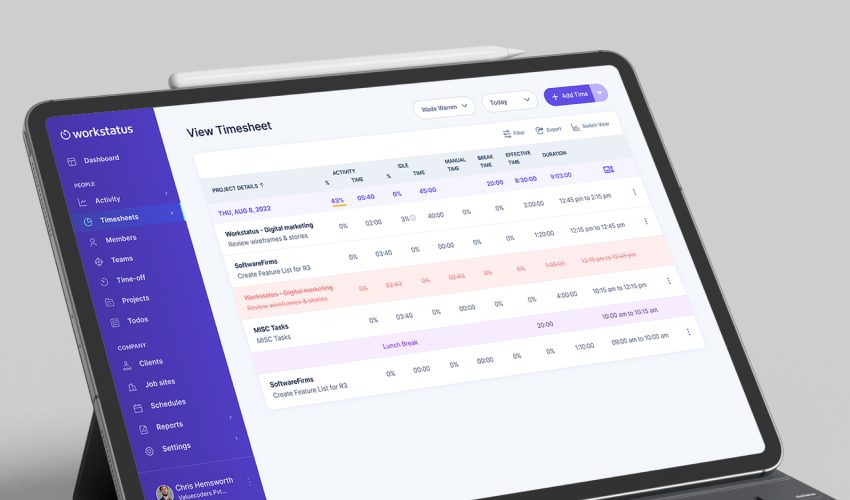 workstatus
Dashboard
PEOPLE
Activity
Timesheets
Members
Teams
Time-off
Projects
Todos
COMPANY
Clients
Job sites
Schedules
Reports
Settings
Chris Hemsworth
Valuecoders Pvt...
View Timesheet
Wade Warren
Today
+ Add Time
Filter
Export
Switch View
PROJECT DETAILS ↑
ACTIVITY
% TIME
IDLE
% TIME
MANUAL TIME
BREAK TIME
EFFECTIVE TIME
DURATION
THU, AUG 8, 2022 43% 05:40 0% 45:00 20:00 8:30:00 9:03:00
Workstatus - Digital marketing 0% 02:00 3% 40:00 0% 0% 2:00:00 12:45 pm to 2:15 pm
Review wireframes & stories
SoftwareFirms 0% 03:40 0% 00:00 0% 0% 1:20:00 12:15 pm to 12:45 pm
Create Feature List for R3
Workstatus - Digital marketing 0% 02:43 0% 02:43 0% 0% 1:00:00 12:15 pm to 12:45 pm
Review wireframes & stories
MISC Tasks 0% 03:40 0% 00:00 0% 0% 4:00:00 10:15 am to 12:15 pm
MISC Tasks
Lunch Break 20:00 10:00 am to 10:15 am
SoftwareFirms 0% 00:00 0% 00:00 0% 0% 1:10:00 09:00 am to 10:00 am
Create Feature List for R3